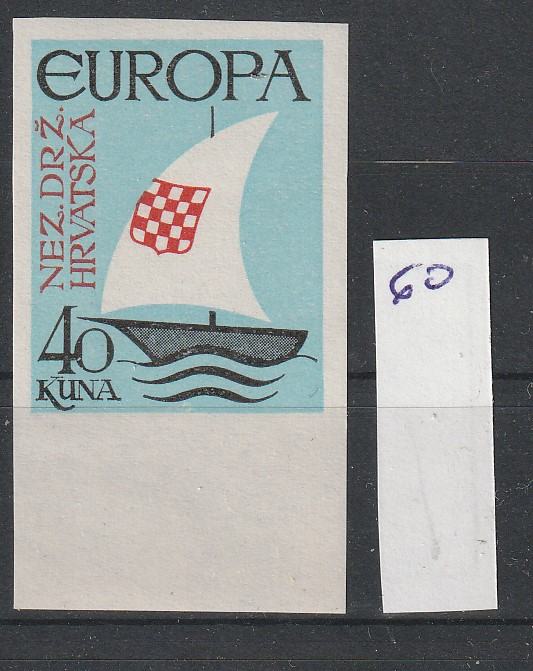 EUROPA
NEZ. DRŽ.
HRVATSKA
40
KUNA
60